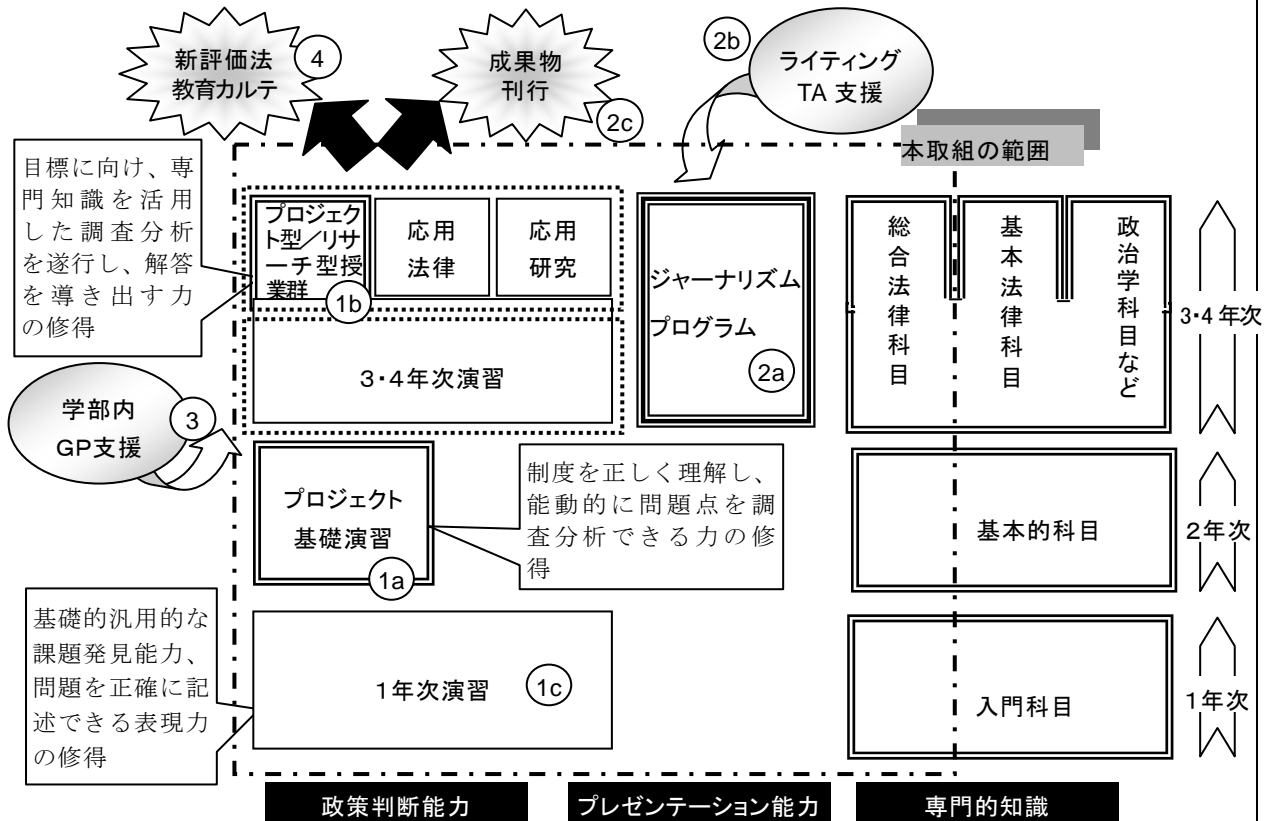 新評価法
教育カルテ
4
成果物
刊行
2c
2b
ライティング
TA 支援
本取組の範囲
目標に向け、専
門知識を活用
した調査分析
を遂行し、解答
を導き出す力
の修得
プロジェク
ト型／リサ
ーチ型授
業群
1b
応用
法律
応用
研究
3・4年次演習
ジャーナリズム
プログラム
2a
総合法律科目
基本法律科目
政治学科目など
3・4 年次
学部内
GP支援
3
プロジェクト
基礎演習
1a
制度を正しく理解し、
能動的に問題点を調
査分析できる力の修
得
基本的科目
2年次
基礎的汎用的な
課題発見能力、
問題を正確に記
述できる表現力
の修得
1年次演習
1c
入門科目
1年次
政策判断能力
プレゼンテーション能力
専門的知識